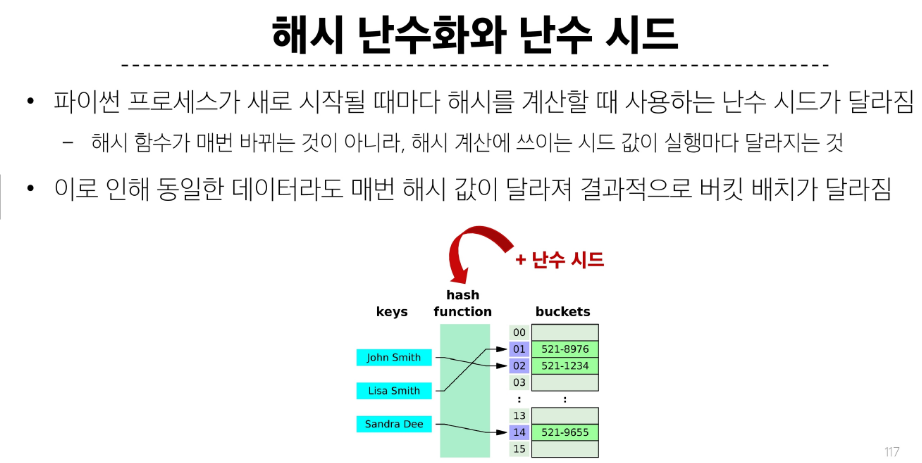 해시 난수화와 난수 시드
• 파이썬 프로세스가 새로 시작될 때마다 해시를 계산할 때 사용하는 난수 시드가 달라짐
– 해시 함수가 매번 바뀌는 것이 아니라, 해시 계산에 쓰이는 시드 값이 실행마다 달라지는 것
• 이로 인해 동일한 데이터라도 매번 해시 값이 달라져 결과적으로 버킷 배치가 달라짐
+ 난수 시드
hash
keys function buckets
00
01 521-8976
John Smith
02 521-1234
03
Lisa Smith
: :
13
Sandra Dee
14 521-9655
15
117